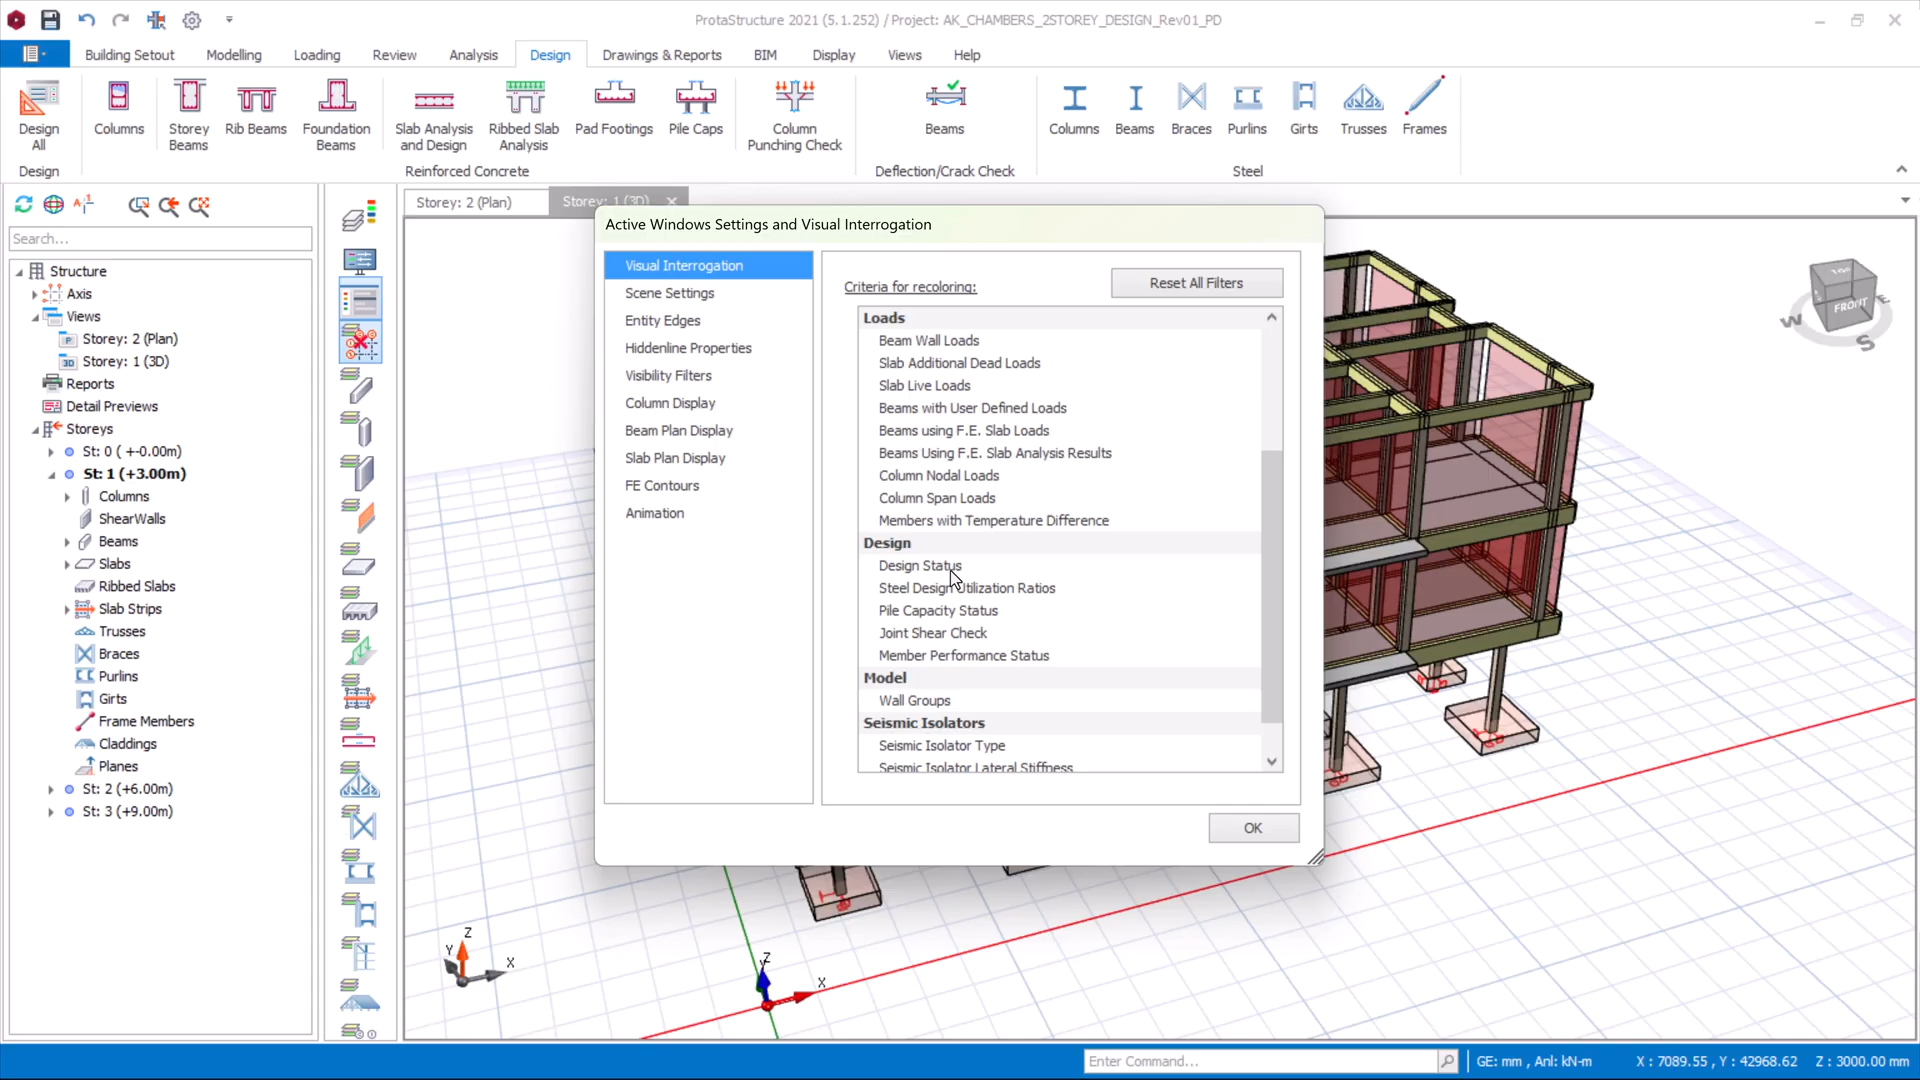 ProtaStructure 2021 (5.1.252) / Project: AK_CHAMBERS_2STOREY_DESIGN_Rev01_PD
Building Setout
Modelling
Loading
Review
Analysis
Design
Drawings & Reports
BIM
Display
Views
Help
Design All
Columns
Storey Beams
Rib Beams
Foundation Beams
Slab Analysis and Design
Ribbed Slab Analysis
Pad Footings
Pile Caps
Column Punching Check
Beams
Columns
Beams
Braces
Purlins
Girts
Trusses
Frames
Design
Reinforced Concrete
Deflection/Crack Check
Steel
Search...
Structure
Axis
Views
Storey: 2 (Plan)
3D Storey: 1 (3D)
Reports
Detail Previews
Storeys
St: 0 ( +-0.00m)
St: 1 (+3.00m)
Columns
ShearWalls
Beams
Slabs
Ribbed Slabs
Slab Strips
Trusses
Braces
Purlins
Girts
Frame Members
Claddings
Planes
St: 2 (+6.00m)
St: 3 (+9.00m)
Storey: 2 (Plan)
Storey: 1 (3D)
Active Windows Settings and Visual Interrogation
Visual Interrogation
Scene Settings
Entity Edges
Hiddenline Properties
Visibility Filters
Column Display
Beam Plan Display
Slab Plan Display
FE Contours
Animation
Criteria for recoloring:
Reset All Filters
Loads
Beam Wall Loads
Slab Additional Dead Loads
Slab Live Loads
Beams with User Defined Loads
Beams using F.E. Slab Loads
Beams Using F.E. Slab Analysis Results
Column Nodal Loads
Column Span Loads
Members with Temperature Difference
Design
Design Status
Steel Design Utilization Ratios
Pile Capacity Status
Joint Shear Check
Member Performance Status
Model
Wall Groups
Seismic Isolators
Seismic Isolator Type
Seismic Isolator Lateral Stiffness
OK
TOP
FRONT
W
E
S
Z
Y
X
Z
Y
X
Enter Command...
GE: mm , Anl: kN-m
X : 7089.55 , Y : 42968.62
Z : 3000.00 mm